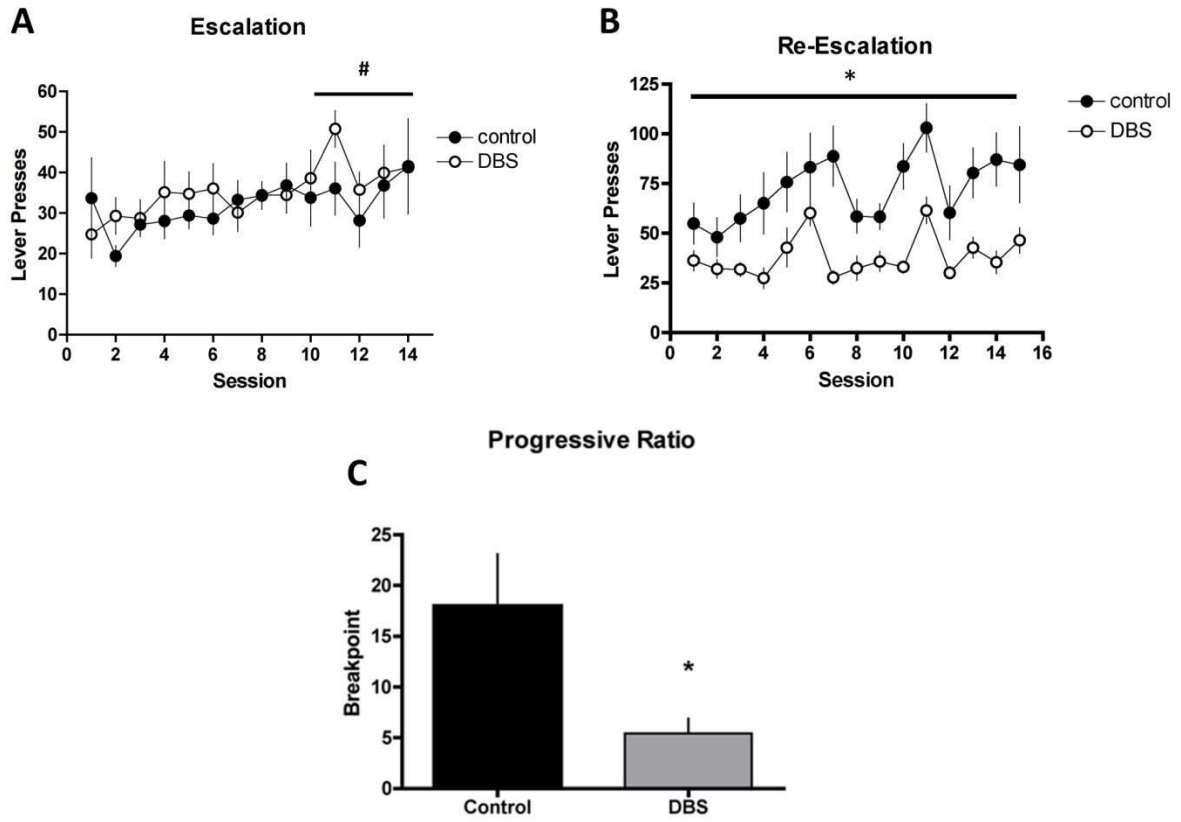 A
Escalation
#
60
50
40
30
20
10
0
0 2 4 6 8 10 12 14
Lever Presses
Session
control
DBS
B
Re-Escalation
*
125
100
75
50
25
0
0 2 4 6 8 10 12 14 16
Lever Presses
Session
control
DBS
Progressive Ratio
C
25
20
15
10
5
0
Breakpoint
*
Control DBS